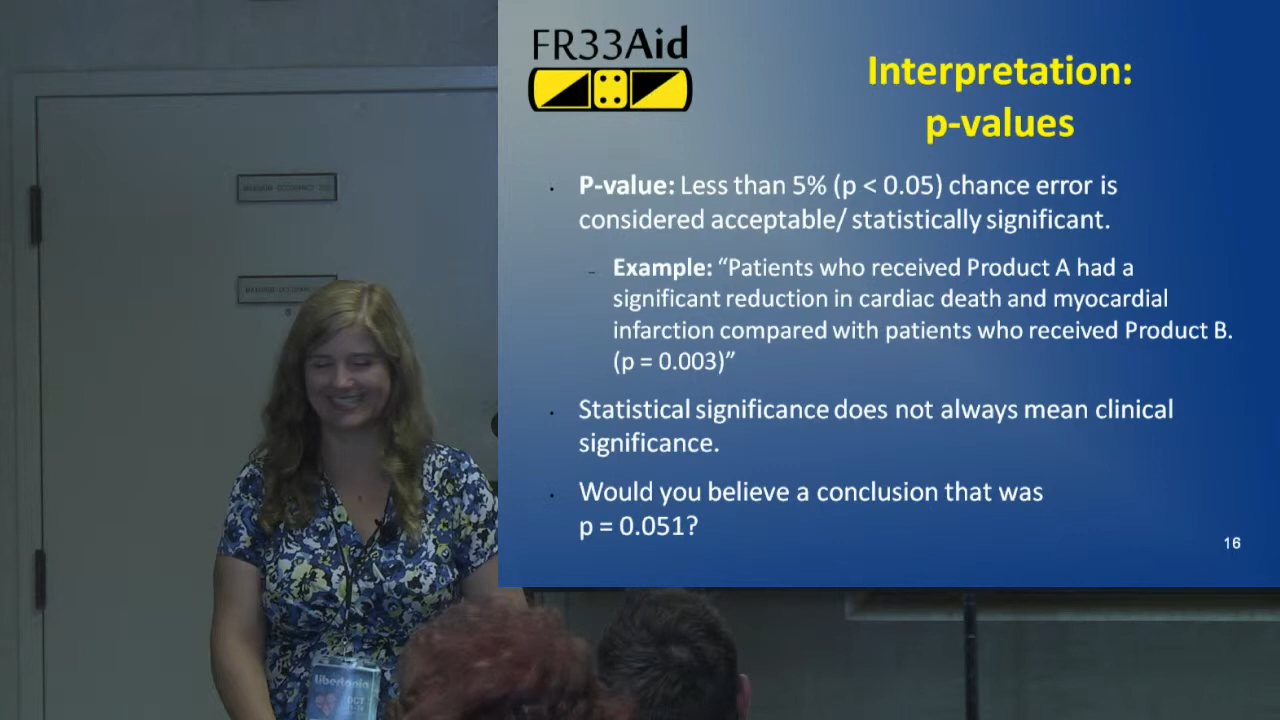 FR33Aid
Interpretation:
p-values
P-value: Less than 5% (p < 0.05) chance error is
considered acceptable/ statistically significant.
Example: “Patients who received Product A had a
significant reduction in cardiac death and myocardial
infarction compared with patients who received Product B.
(p = 0.003)”
Statistical significance does not always mean clinical
significance.
Would you believe a conclusion that was
p = 0.051?
16
libertopia
OCT